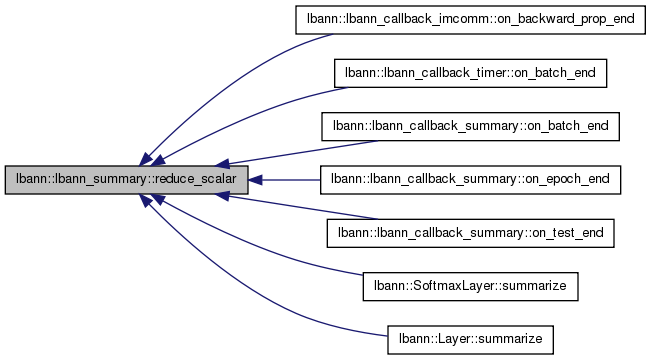 lbann::lbann_callback_imcomm::on_backward_prop_end
lbann::lbann_callback_timer::on_batch_end
lbann::lbann_callback_summary::on_batch_end
lbann::lbann_summary::reduce_scalar
lbann::lbann_callback_summary::on_epoch_end
lbann::lbann_callback_summary::on_test_end
lbann::SoftmaxLayer::summarize
lbann::Layer::summarize